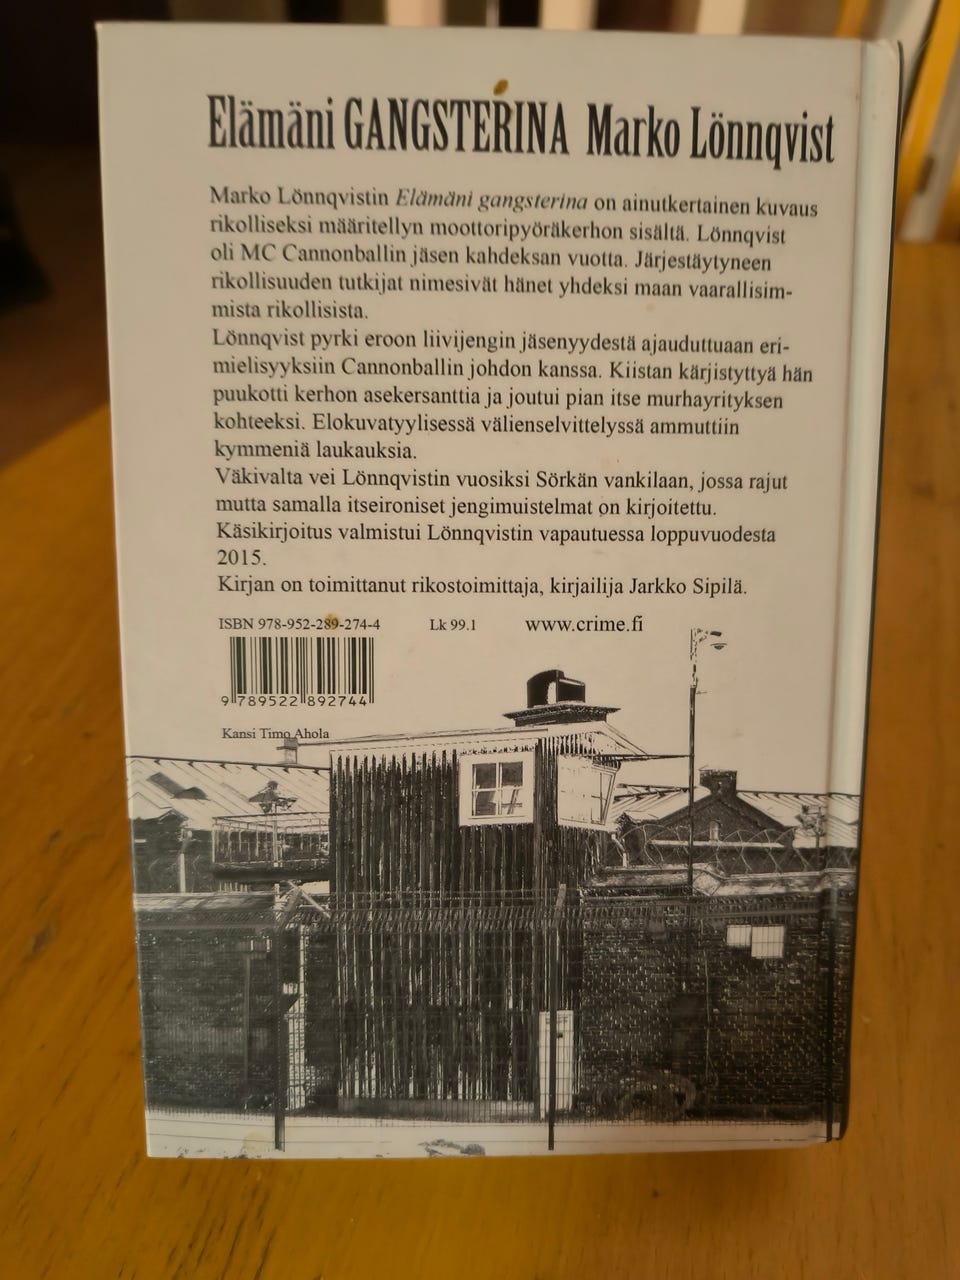 Elämäni GANGSTERINA Marko Lönnqvist
Marko Lönnqvistin Elämäni gangsterina on ainutkertainen kuvaus
rikolliseksi määritellyn moottoripyöräkerhon sisältä. Lönnqvist
oli MC Cannonballin jäsen kahdeksan vuotta. Järjestäytyneen
rikollisuuden tutkijat nimesivät hänet yhdeksi maan vaarallisim-
mista rikollisista.
Lönnqvist pyrki eroon liivijengin jäsenyydestä ajauduttuaan eri-
mielisyyksiin Cannonballin johdon kanssa. Kiistan kärjistyttyä hän
puukotti kerhon asekersanttia ja joutui pian itse murhayrityksen
kohteeksi. Elokuvatyylisessä välienselvittelyssä ammuttiin
kymmeniä laukauksia.
Väkivalta vei Lönnqvistin vuosiksi Sörkän vankilaan, jossa rajut
mutta samalla itseironiset jengimuistelmat on kirjoitettu.
Käsikirjoitus valmistui Lönnqvistin vapautuessa loppuvuodesta
2015.
Kirjan on toimittanut rikostoimittaja, kirjailija Jarkko Sipilä.
ISBN 978-952-289-274-4 Lk 99.1 www.crime.fi
9 789522 892744
Kansi Timo Ahola